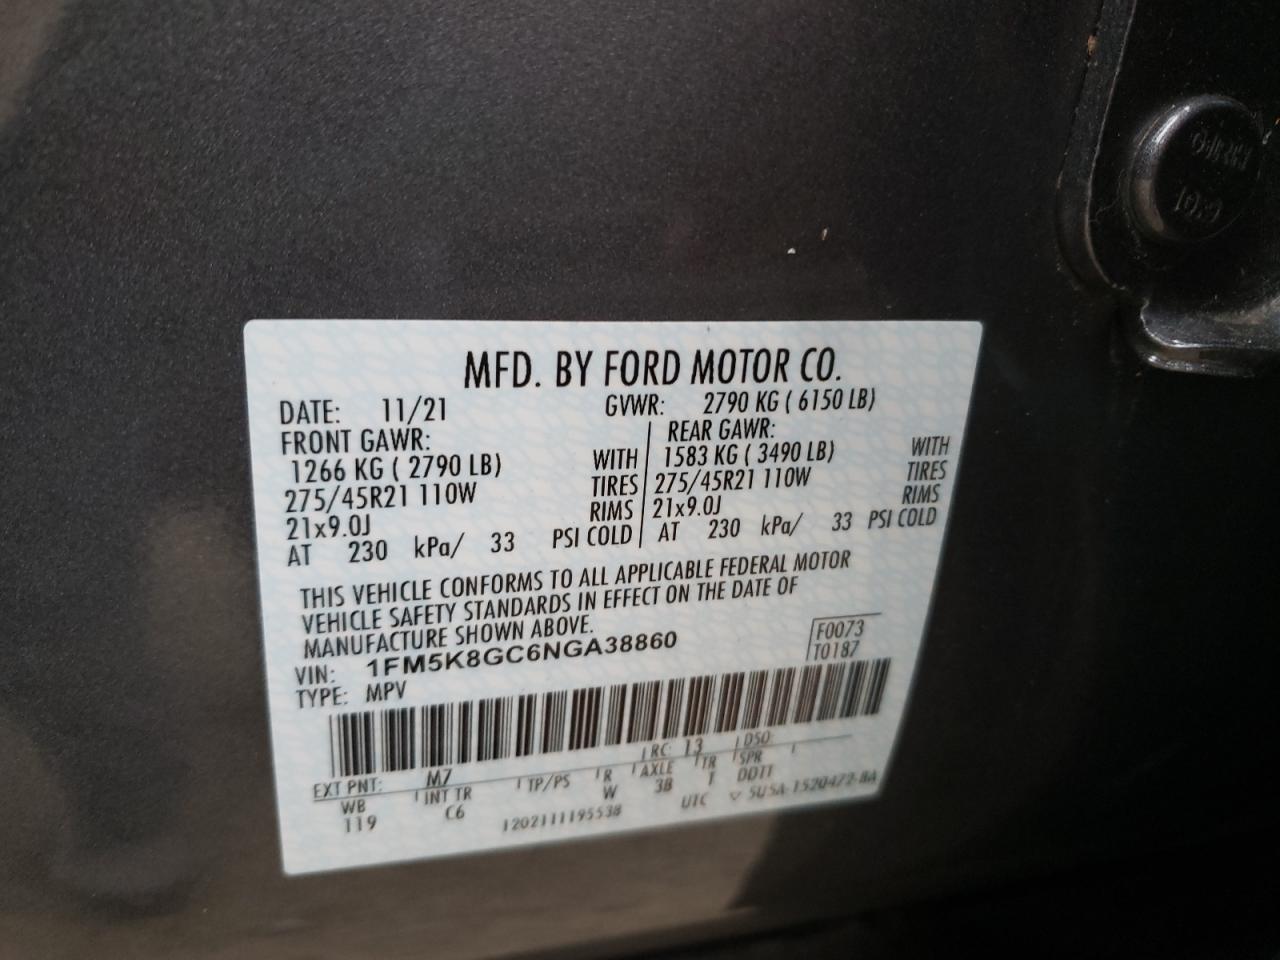 MFD. BY FORD MOTOR CO.
DATE: 11/21 GVWR: 2790 KG ( 6150 LB)
FRONT GAWR: REAR GAWR:
1266 KG ( 2790 LB) WITH 1583 KG ( 3490 LB) WITH
275/45R21 110W TIRES 275/45R21 110W TIRES
21x9.0J RIMS 21x9.0J RIMS
AT 230 kPa/ 33 PSI COLD AT 230 kPa/ 33 PSI COLD
THIS VEHICLE CONFORMS TO ALL APPLICABLE FEDERAL MOTOR
VEHICLE SAFETY STANDARDS IN EFFECT ON THE DATE OF
MANUFACTURE SHOWN ABOVE.
VIN: 1FM5K8GC6NGA38860 F0073
TYPE: MPV T0187
EXT PNT: M7 RC: 13 DSO:
WB INT TR TP/PS R AXLE TR SPR
119 C6 W 38 T DDTT
1202111195538 UTC 5U5A-1520472-BA